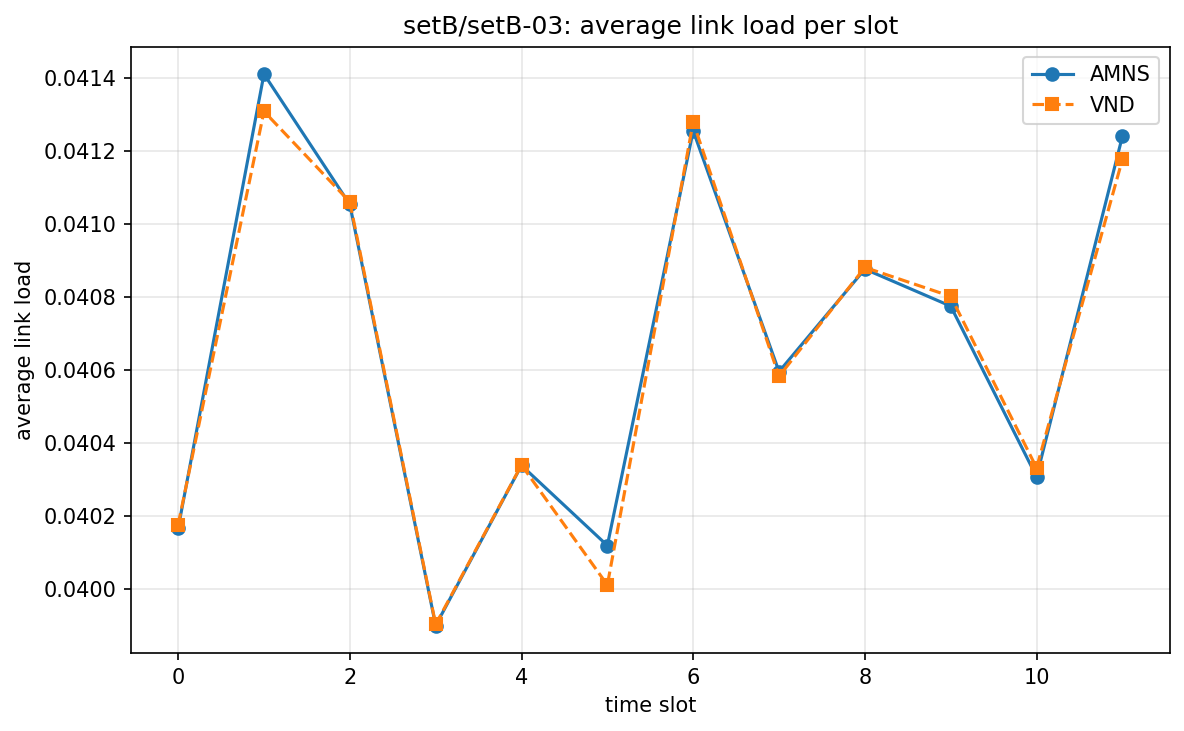 setB/setB-03: average link load per slot
AMNS
VND
average link load
0.0414
0.0412
0.0410
0.0408
0.0406
0.0404
0.0402
0.0400
0 2 4 6 8 10
time slot